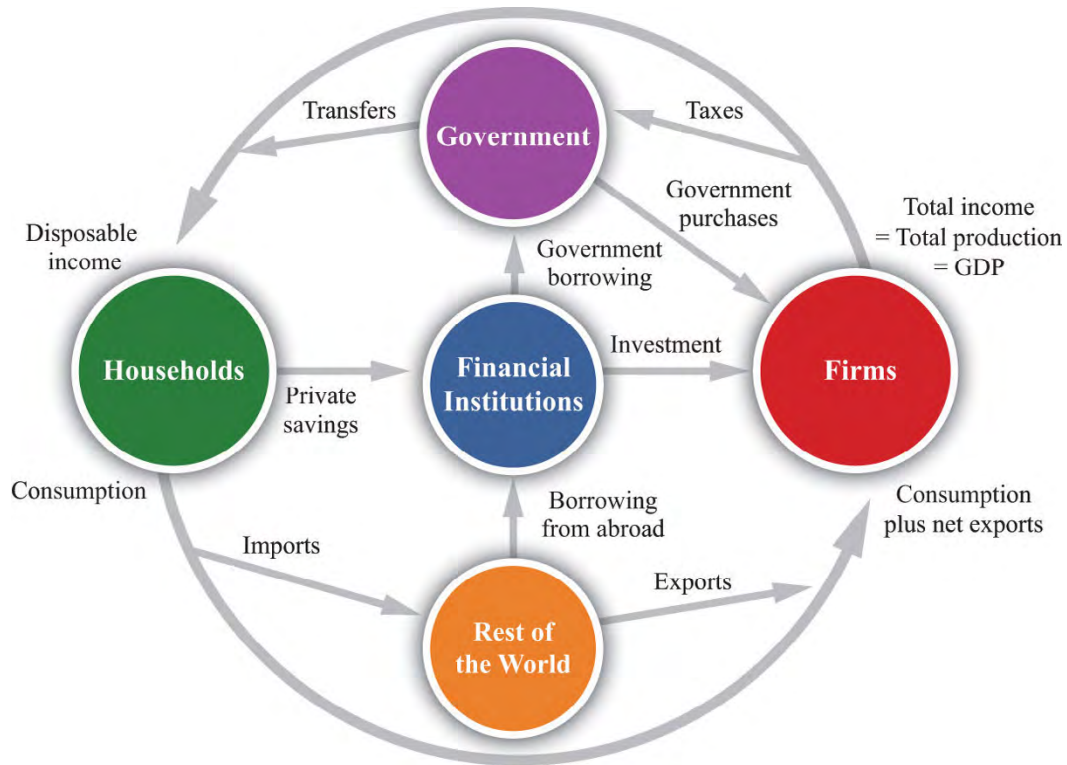 Transfers
Government
Taxes
Government
purchases
Total income
= Total production
= GDP
Disposable
income
Government
borrowing
Households
Private
savings
Financial
Institutions
Investment
Firms
Consumption
Imports
Borrowing
from abroad
Consumption
plus net exports
Exports
Rest of
the World